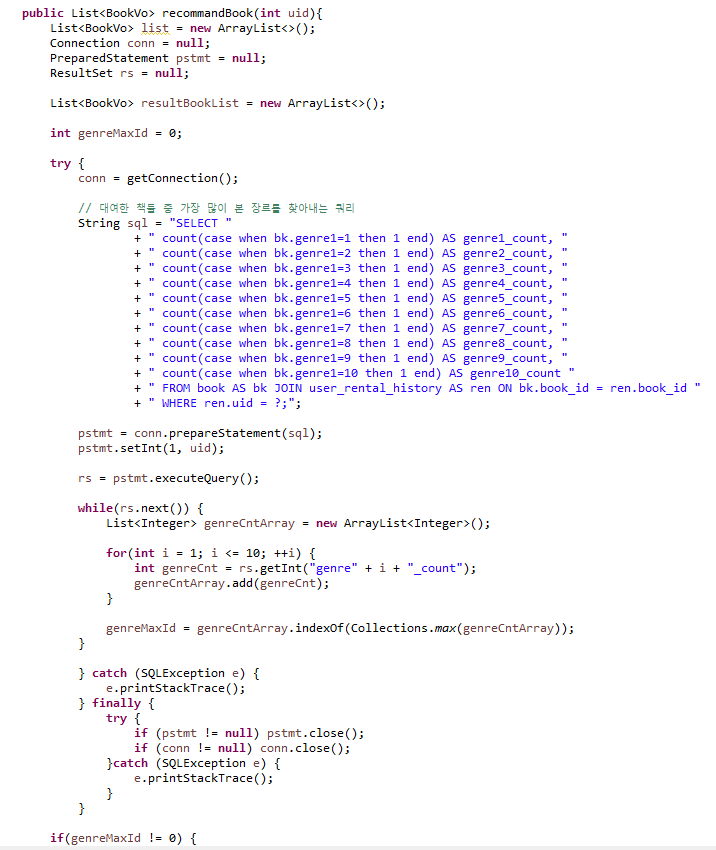 public List<BookVo> recommandBook(int uid){
    List<BookVo> list = new ArrayList<>();
    Connection conn = null;
    PreparedStatement pstmt = null;
    ResultSet rs = null;

    List<BookVo> resultBookList = new ArrayList<>();

    int genreMaxId = 0;

    try {
        conn = getConnection();

        // 대여한 책들 중 가장 많이 본 장르를 찾아내는 쿼리
        String sql = "SELECT "
                + " count(case when bk.genre1=1 then 1 end) AS genre1_count, "
                + " count(case when bk.genre1=2 then 1 end) AS genre2_count, "
                + " count(case when bk.genre1=3 then 1 end) AS genre3_count, "
                + " count(case when bk.genre1=4 then 1 end) AS genre4_count, "
                + " count(case when bk.genre1=5 then 1 end) AS genre5_count, "
                + " count(case when bk.genre1=6 then 1 end) AS genre6_count, "
                + " count(case when bk.genre1=7 then 1 end) AS genre7_count, "
                + " count(case when bk.genre1=8 then 1 end) AS genre8_count, "
                + " count(case when bk.genre1=9 then 1 end) AS genre9_count, "
                + " count(case when bk.genre1=10 then 1 end) AS genre10_count "
                + " FROM book AS bk JOIN user_rental_history AS ren ON bk.book_id = ren.book_id "
                + " WHERE ren.uid = ?;";

        pstmt = conn.prepareStatement(sql);
        pstmt.setInt(1, uid);

        rs = pstmt.executeQuery();

        while(rs.next()) {
            List<Integer> genreCntArray = new ArrayList<Integer>();

            for(int i = 1; i <= 10; ++i) {
                int genreCnt = rs.getInt("genre" + i + "_count");
                genreCntArray.add(genreCnt);
            }

            genreMaxId = genreCntArray.indexOf(Collections.max(genreCntArray));
        }

        } catch (SQLException e) {
            e.printStackTrace();
        } finally {
            try {
                if (pstmt != null) pstmt.close();
                if (conn != null) conn.close();
            }catch (SQLException e) {
                e.printStackTrace();
            }
        }

    if(genreMaxId != 0) {